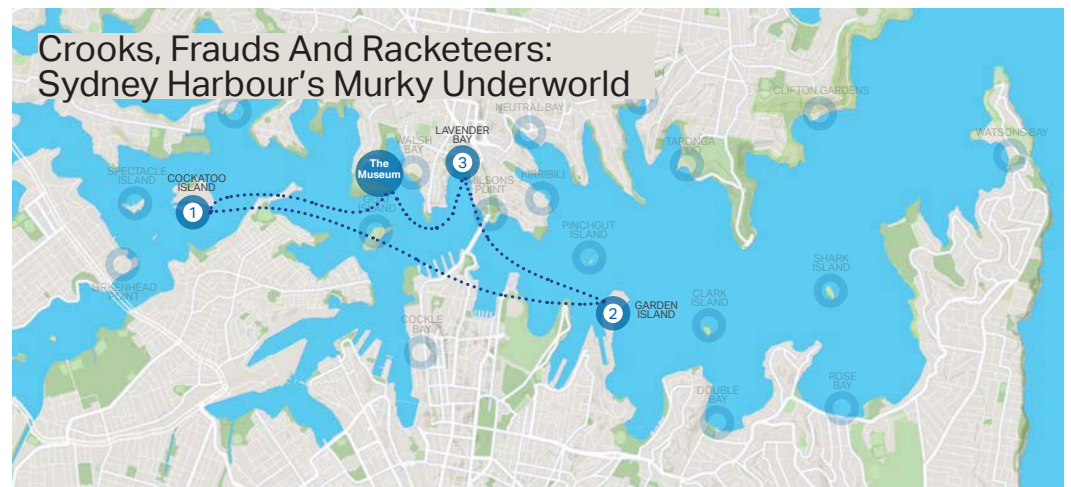 Crooks, Frauds And Racketeers:
Sydney Harbour's Murky Underworld
NEUTRAL BAY
CLIFTON GARDENS
WATSONS BAY
LAVENDER
BAY
3
WALSH
BAY
TARONGA
The
Museum
SPECTACLE
ISLAND
COCKATOO
ISLAND
1
MILSONS
POINT
KIRRIBILI
GOAT
ISLAND
PINCHGUT
ISLAND
SHARK
ISLAND
BIRKENHEAD
POINT
CLARK
ISLAND
GARDEN
ISLAND
2
COCKLE
BAY
DOUBLE
BAY
ROSE
BAY